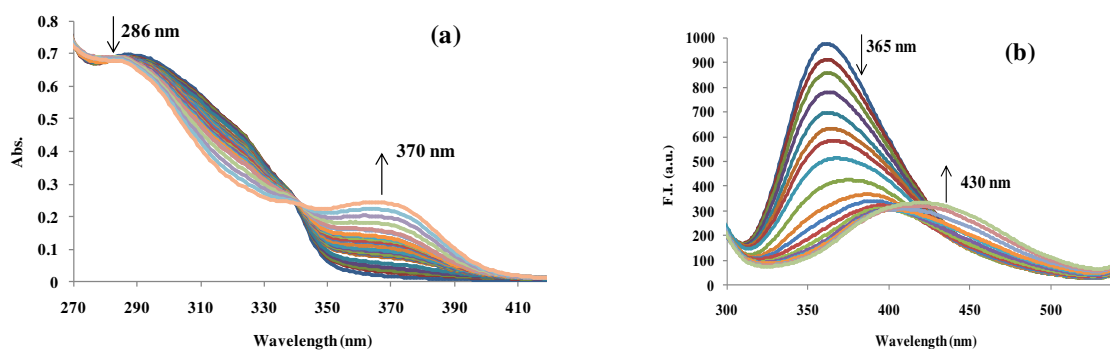 0.8
0.7
0.6
0.5
0.4
0.3
0.2
0.1
0
Abs.
286 nm
(a)
370 nm
270 290 310 330 350 370 390 410
Wavelength (nm)
1000
900
800
700
600
500
400
300
200
100
0
F.I. (a.u.)
365 nm
(b)
430 nm
300 350 400 450 500
Wavelength (nm)